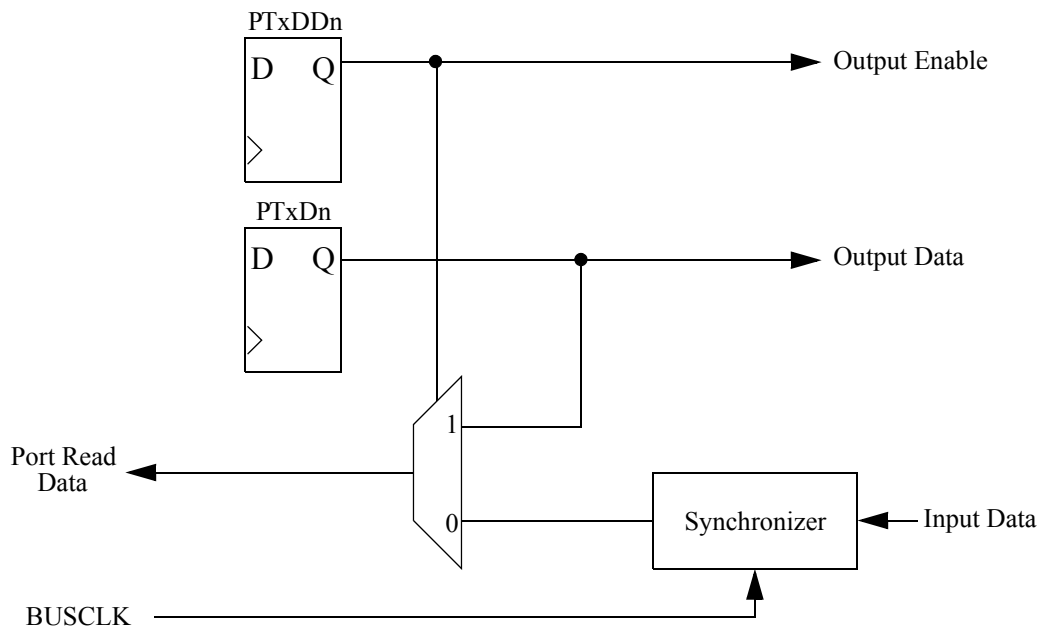 PTxDDn
D Q
Output Enable
PTxDn
D Q
Output Data
1
Port Read
Data
0
Synchronizer
Input Data
BUSCLK